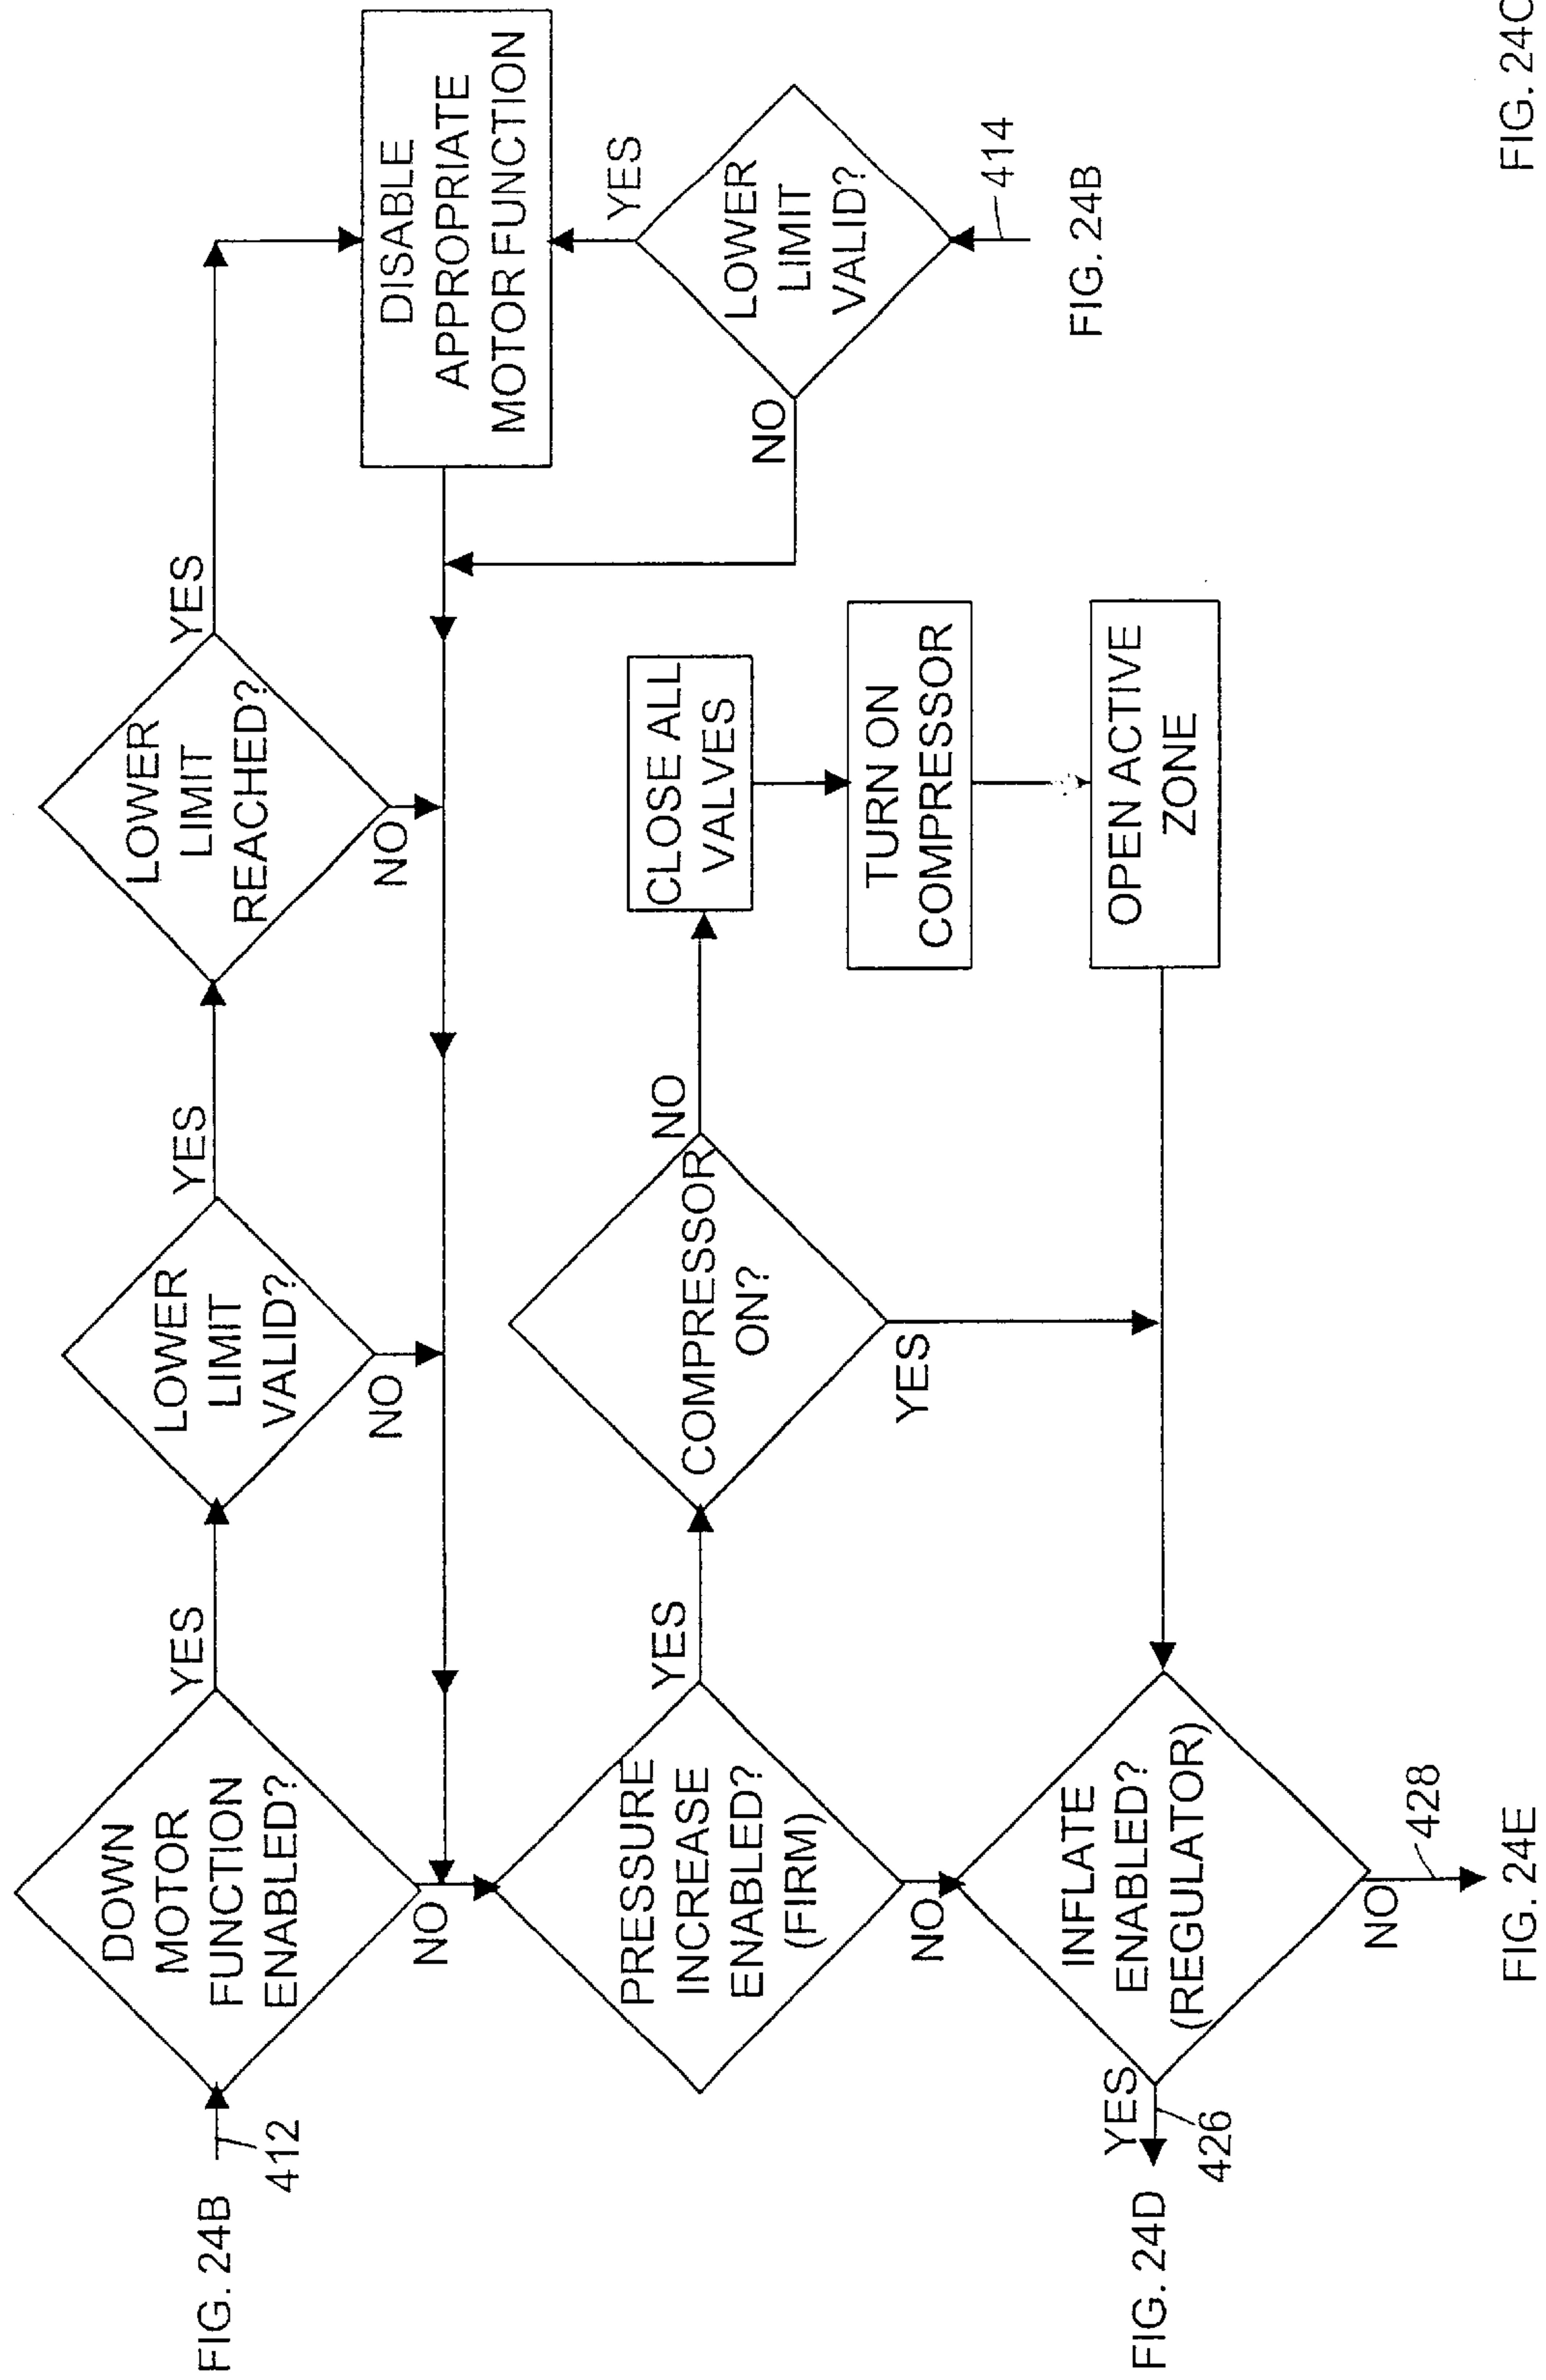 FIG. 24B
412
DOWN
MOTOR
FUNCTION
ENABLED?
YES
NO
LOWER
LIMIT
VALID?
YES
NO
LOWER
LIMIT
REACHED?
YES
NO
DISABLE
APPROPRIATE
MOTOR FUNCTION
YES
LOWER
LIMIT
VALID?
NO
414
FIG. 24B
PRESSURE
INCREASE
ENABLED?
(FIRM)
YES
NO
COMPRESSOR
ON?
NO
YES
CLOSE ALL
VALVES
TURN ON
COMPRESSOR
OPEN ACTIVE
ZONE
INFLATE
ENABLED?
(REGULATOR)
YES
426
FIG. 24D
NO
428
FIG. 24E
FIG. 24C